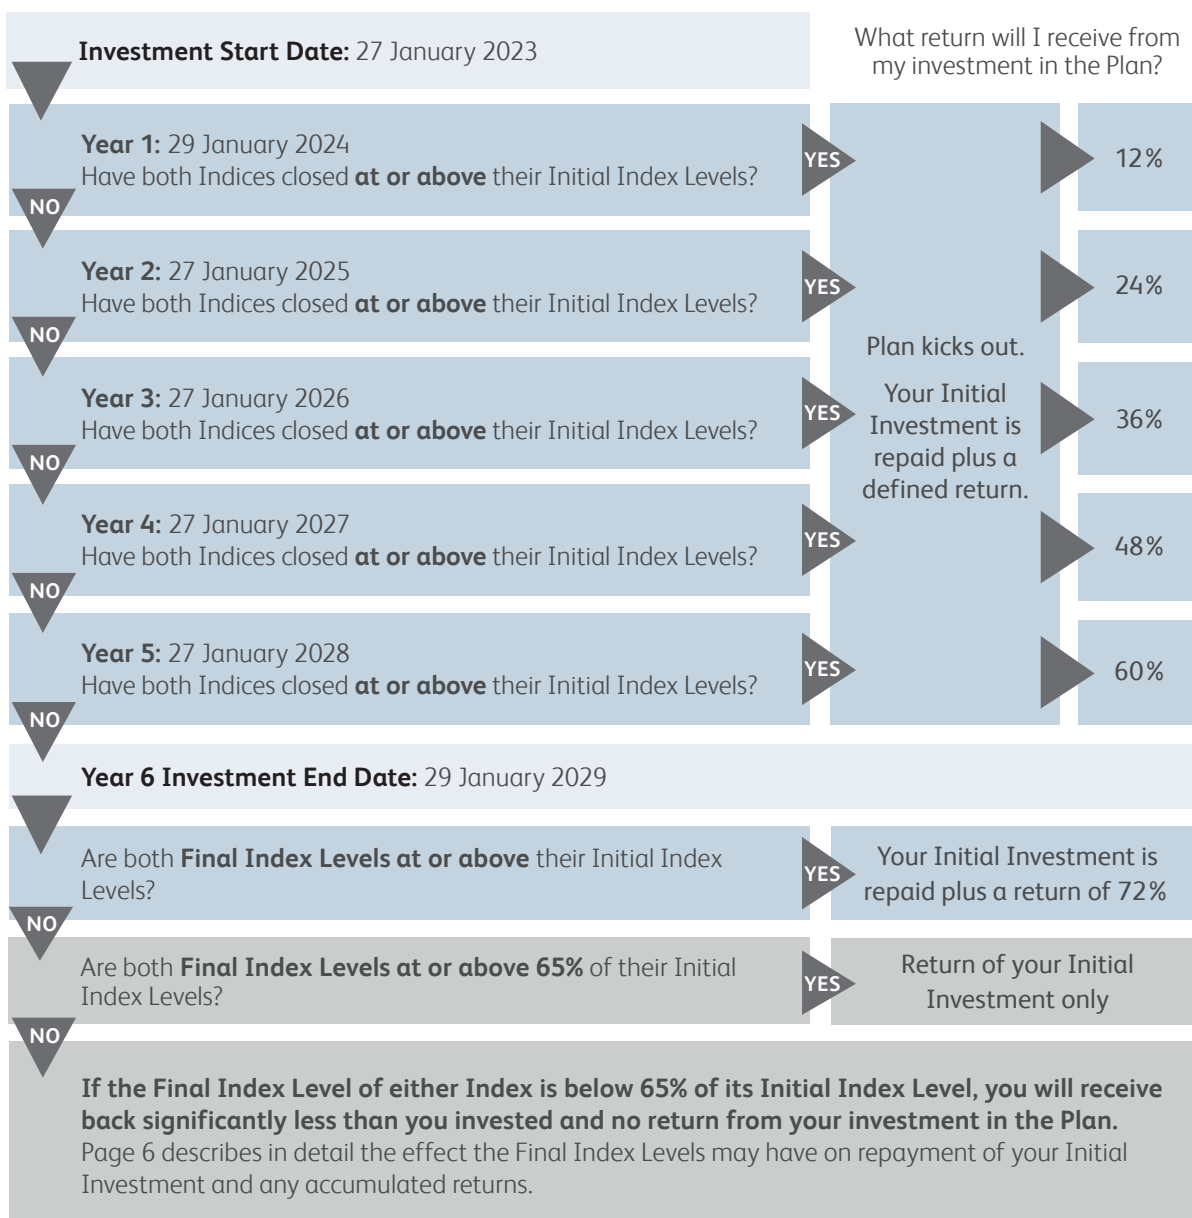 Investment Start Date: 27 January 2023
What return will I receive from
my investment in the Plan?
Year 1: 29 January 2024
Have both Indices closed at or above their Initial Index Levels?
YES
12%
NO
Year 2: 27 January 2025
Have both Indices closed at or above their Initial Index Levels?
YES
24%
NO
Year 3: 27 January 2026
Have both Indices closed at or above their Initial Index Levels?
YES
Plan kicks out.
Your Initial
Investment is
repaid plus a
defined return.
36%
NO
Year 4: 27 January 2027
Have both Indices closed at or above their Initial Index Levels?
YES
48%
NO
Year 5: 27 January 2028
Have both Indices closed at or above their Initial Index Levels?
YES
60%
NO
Year 6 Investment End Date: 29 January 2029
Are both Final Index Levels at or above their Initial Index
Levels?
YES
Your Initial Investment is
repaid plus a return of 72%
NO
Are both Final Index Levels at or above 65% of their Initial
Index Levels?
YES
Return of your Initial
Investment only
NO
If the Final Index Level of either Index is below 65% of its Initial Index Level, you will receive
back significantly less than you invested and no return from your investment in the Plan.
Page 6 describes in detail the effect the Final Index Levels may have on repayment of your Initial
Investment and any accumulated returns.